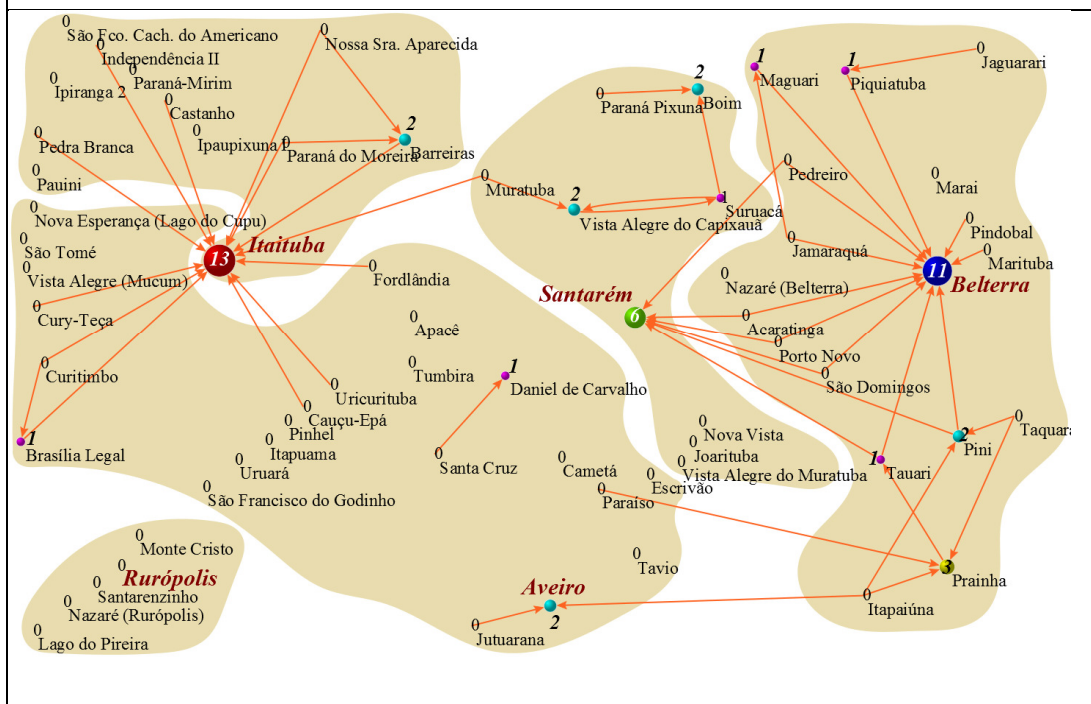 0
São Fco. Cach. do Americano
0
Independência II
0
Paraná-Mirim
0
Ipiranga 2
0
Castanho
0
Ipaupixuna
0
Pedra Branca
0
Pauini
0
Nossa Sra. Aparecida
0
Paraná do Moreira
2
Barreiras
0
Nova Esperança (Lago do Cupu)
13
Itaituba
0
São Tomé
0
Vista Alegre (Mucum)
0
Cury-Teça
0
Curitimbo
1
Brasília Legal
0
Fordlândia
0
Apacê
0
Tumbira
1
Daniel de Carvalho
0
Uricurituba
0
Cauçu-Epá
0
Pinhel
0
Itapuama
0
Uruará
0
São Francisco do Godinho
0
Santa Cruz
0
Cametá
0
Escrivão
0
Paraíso
0
Tavio
Aveiro
2
0
Jutuarana
0
Monte Cristo
0
Rurópolis
0
Santarenzinho
0
Nazaré (Rurópolis)
0
Lago do Pireira
0
Paraná Pixuna
2
Boim
0
Muratuba
2
Vista Alegre do Capixauã
1
Suruacá
Santarém
6
0
Nova Vista
0
Joarituba
0
Vista Alegre do Muratuba
1
Maguari
1
Piquiatuba
0
Jaguarari
0
Pedreiro
0
Marai
0
Pindobal
0
Jamaraquá
0
Marituba
11
Belterra
0
Nazaré (Belterra)
0
Acaratinga
0
Porto Novo
0
São Domingos
0
Taquara
2
Pini
1
Tauari
3
Prainha
0
Itapaiúna